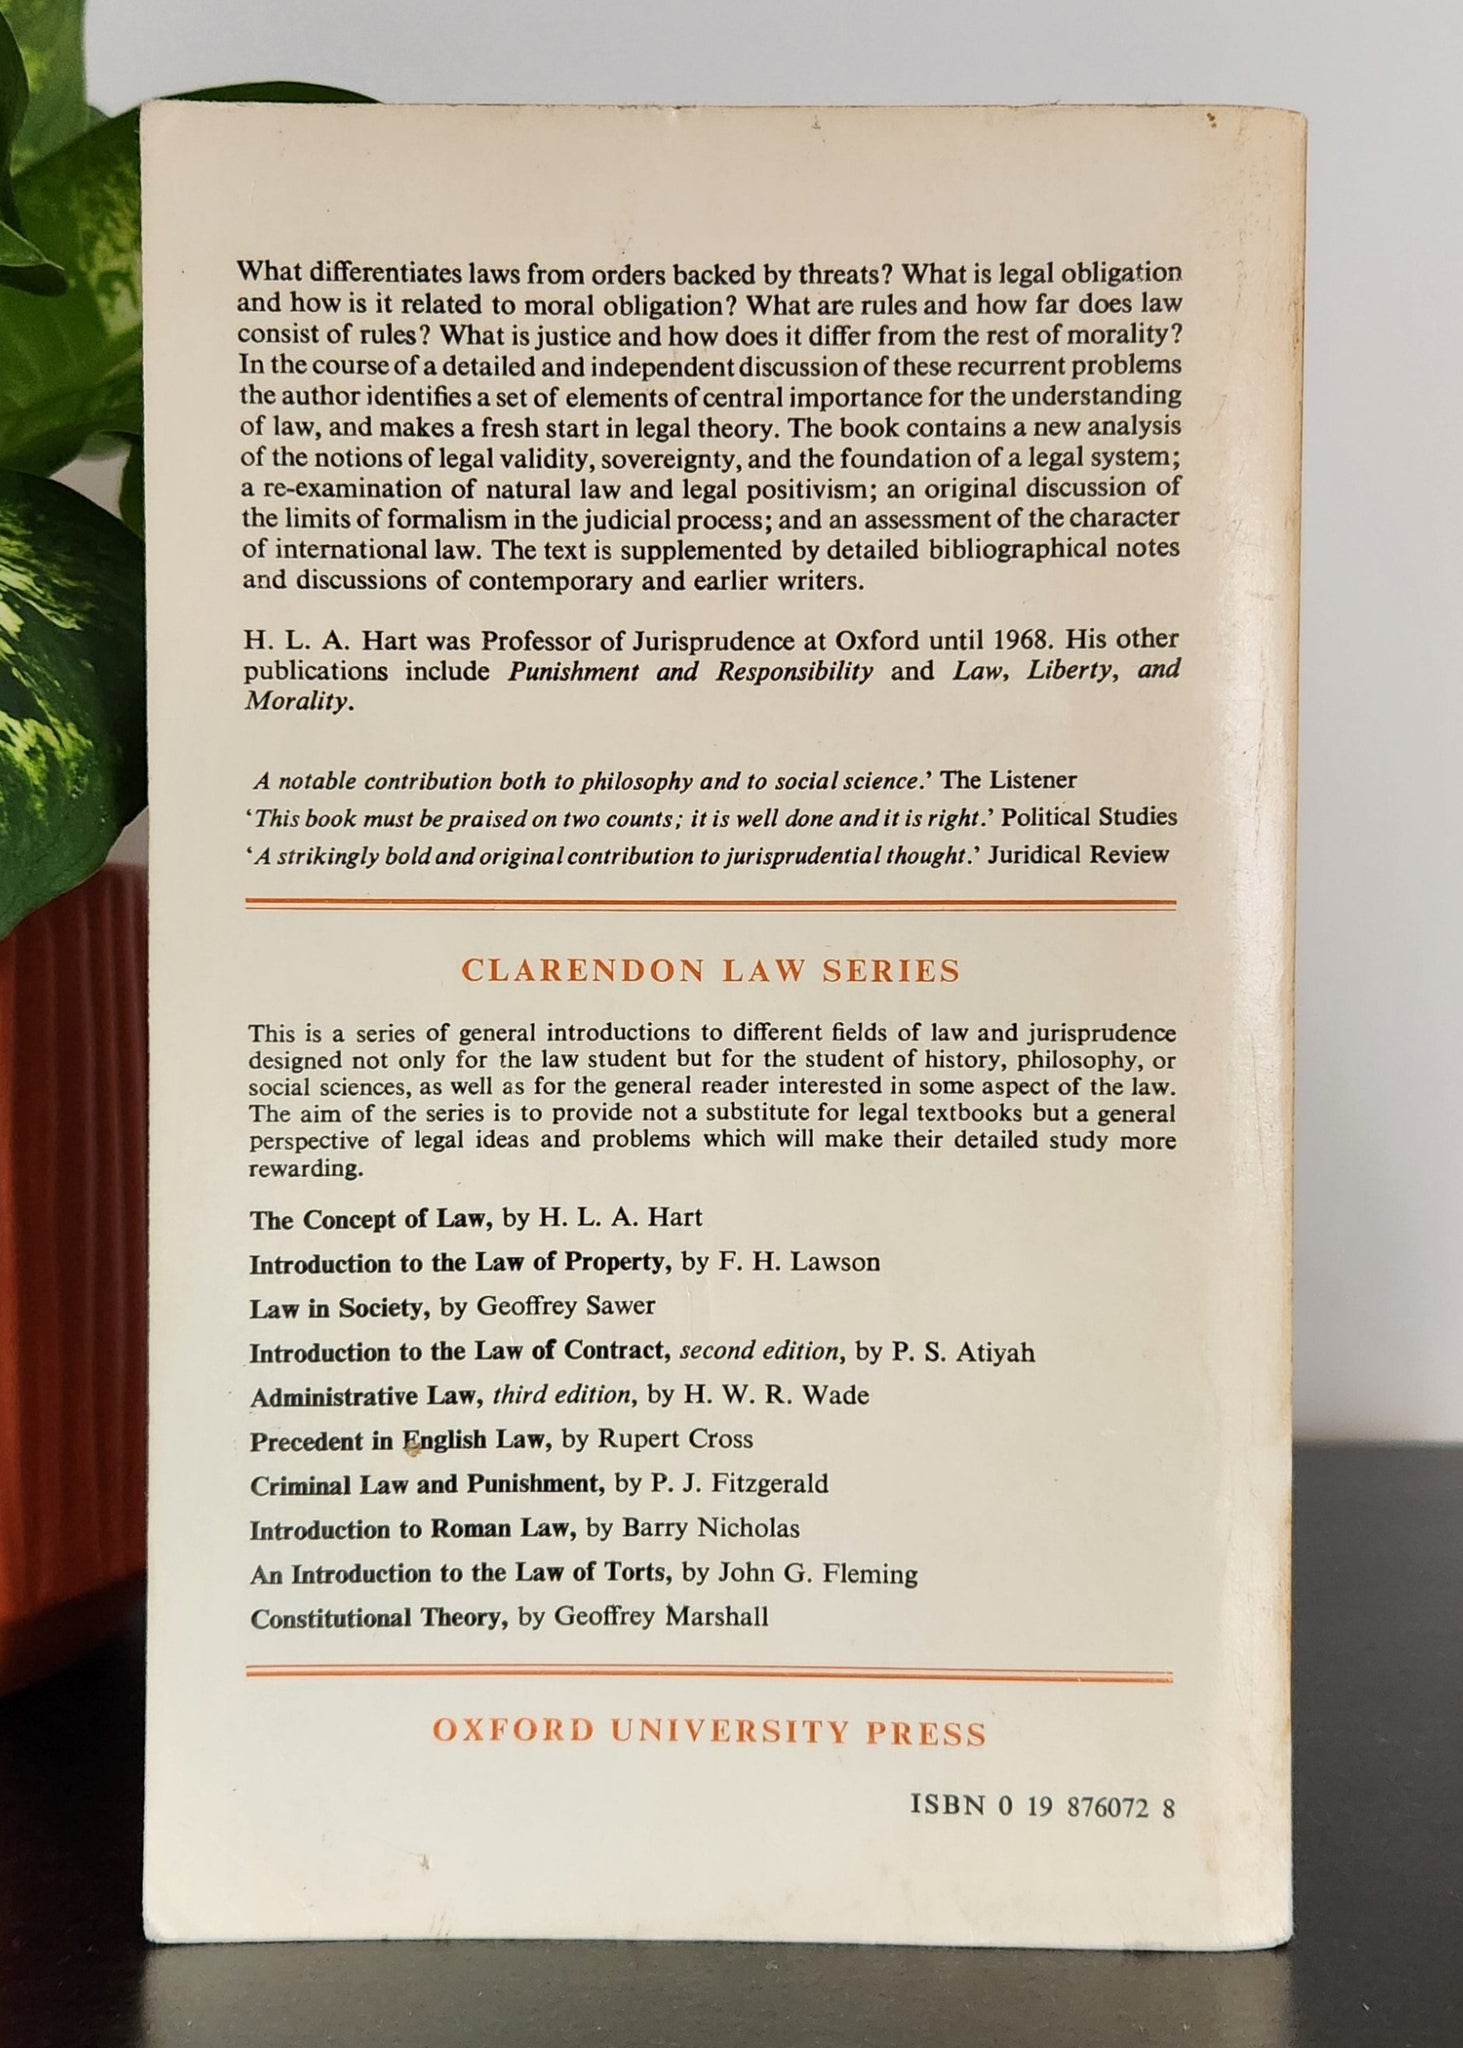 What differentiates laws from orders backed by threats? What is legal obligation
and how is it related to moral obligation? What are rules and how far does law
consist of rules? What is justice and how does it differ from the rest of morality?
In the course of a detailed and independent discussion of these recurrent problems
the author identifies a set of elements of central importance for the understanding
of law, and makes a fresh start in legal theory. The book contains a new analysis
of the notions of legal validity, sovereignty, and the foundation of a legal system;
a re-examination of natural law and legal positivism; an original discussion of
the limits of formalism in the judicial process; and an assessment of the character
of international law. The text is supplemented by detailed bibliographical notes
and discussions of contemporary and earlier writers.
H. L. A. Hart was Professor of Jurisprudence at Oxford until 1968. His other
publications include Punishment and Responsibility and Law, Liberty, and
Morality.
A notable contribution both to philosophy and to social science.’ The Listener
‘This book must be praised on two counts; it is well done and it is right.’ Political Studies
‘A strikingly bold and original contribution to jurisprudential thought.’ Juridical Review
CLARENDON LAW SERIES
This is a series of general introductions to different fields of law and jurisprudence
designed not only for the law student but for the student of history, philosophy, or
social sciences, as well as for the general reader interested in some aspect of the law.
The aim of the series is to provide not a substitute for legal textbooks but a general
perspective of legal ideas and problems which will make their detailed study more
rewarding.
The Concept of Law, by H. L. A. Hart
Introduction to the Law of Property, by F. H. Lawson
Law in Society, by Geoffrey Sawer
Introduction to the Law of Contract, second edition, by P. S. Atiyah
Administrative Law, third edition, by H. W. R. Wade
Precedent in English Law, by Rupert Cross
Criminal Law and Punishment, by P. J. Fitzgerald
Introduction to Roman Law, by Barry Nicholas
An Introduction to the Law of Torts, by John G. Fleming
Constitutional Theory, by Geoffrey Marshall
OXFORD UNIVERSITY PRESS
ISBN 0 19 876072 8